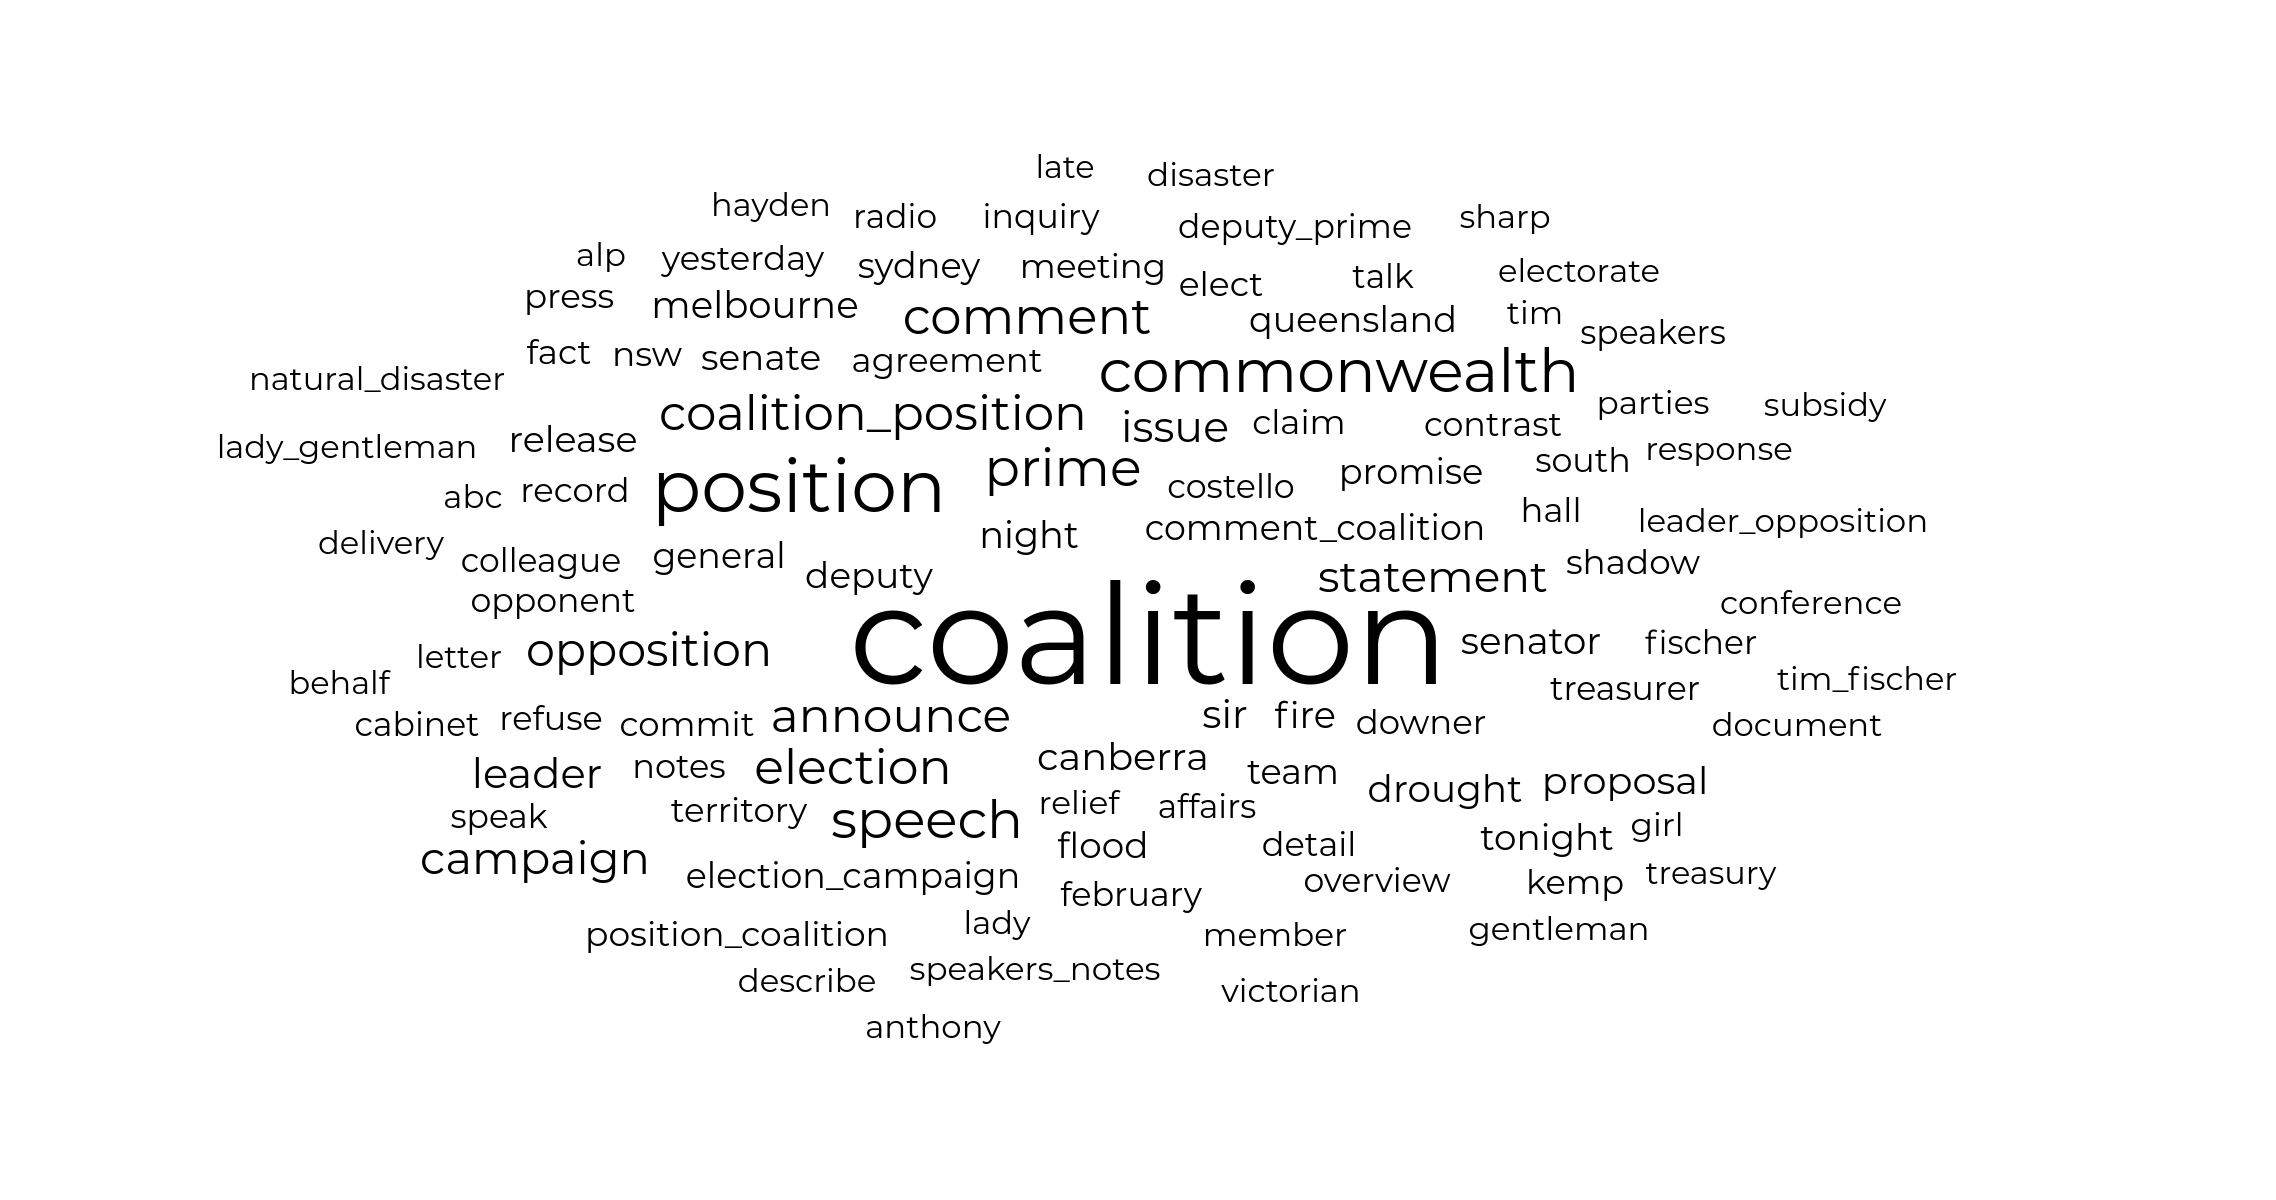 late
disaster
hayden
radio
inquiry
deputy_prime
sharp
alp
yesterday
sydney
meeting
elect
talk
electorate
press
melbourne
comment
queensland
tim
speakers
fact
nsw
senate
agreement
commonwealth
natural_disaster
coalition_position
issue
claim
contrast
parties
subsidy
lady_gentleman
release
position
prime
costello
promise
south
response
abc
record
night
comment_coalition
hall
leader_opposition
delivery
colleague
general
deputy
statement
shadow
opponent
coalition
conference
letter
opposition
senator
fischer
behalf
treasurer
tim_fischer
cabinet
refuse
commit
announce
sir
fire
downer
document
leader
notes
election
canberra
team
drought
proposal
speak
territory
speech
relief
affairs
flood
detail
tonight
girl
campaign
election_campaign
february
overview
kemp
treasury
position_coalition
lady
member
gentleman
describe
speakers_notes
victorian
anthony